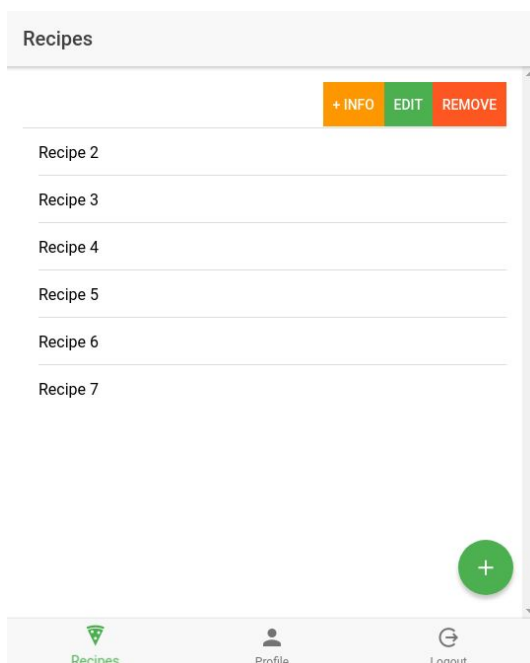 Recipes
+ INFO EDIT REMOVE
Recipe 2
Recipe 3
Recipe 4
Recipe 5
Recipe 6
Recipe 7
Recipes Profile Logout